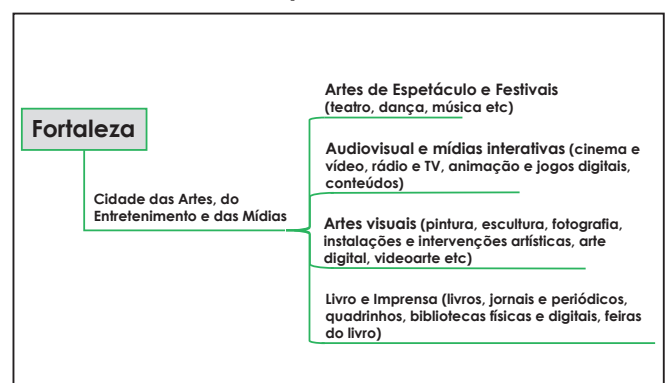 Fortaleza
Cidade das Artes, do
Entretenimento e das Mídias
Artes de Espetáculo e Festivais
(teatro, dança, música etc)
Audiovisual e mídias interativas (cinema e
vídeo, rádio e TV, animação e jogos digitais,
conteúdos)
Artes visuais (pintura, escultura, fotografia,
instalações e intervenções artísticas, arte
digital, videoarte etc)
Livro e Imprensa (livros, jornais e periódicos,
quadrinhos, bibliotecas físicas e digitais, feiras
do livro)